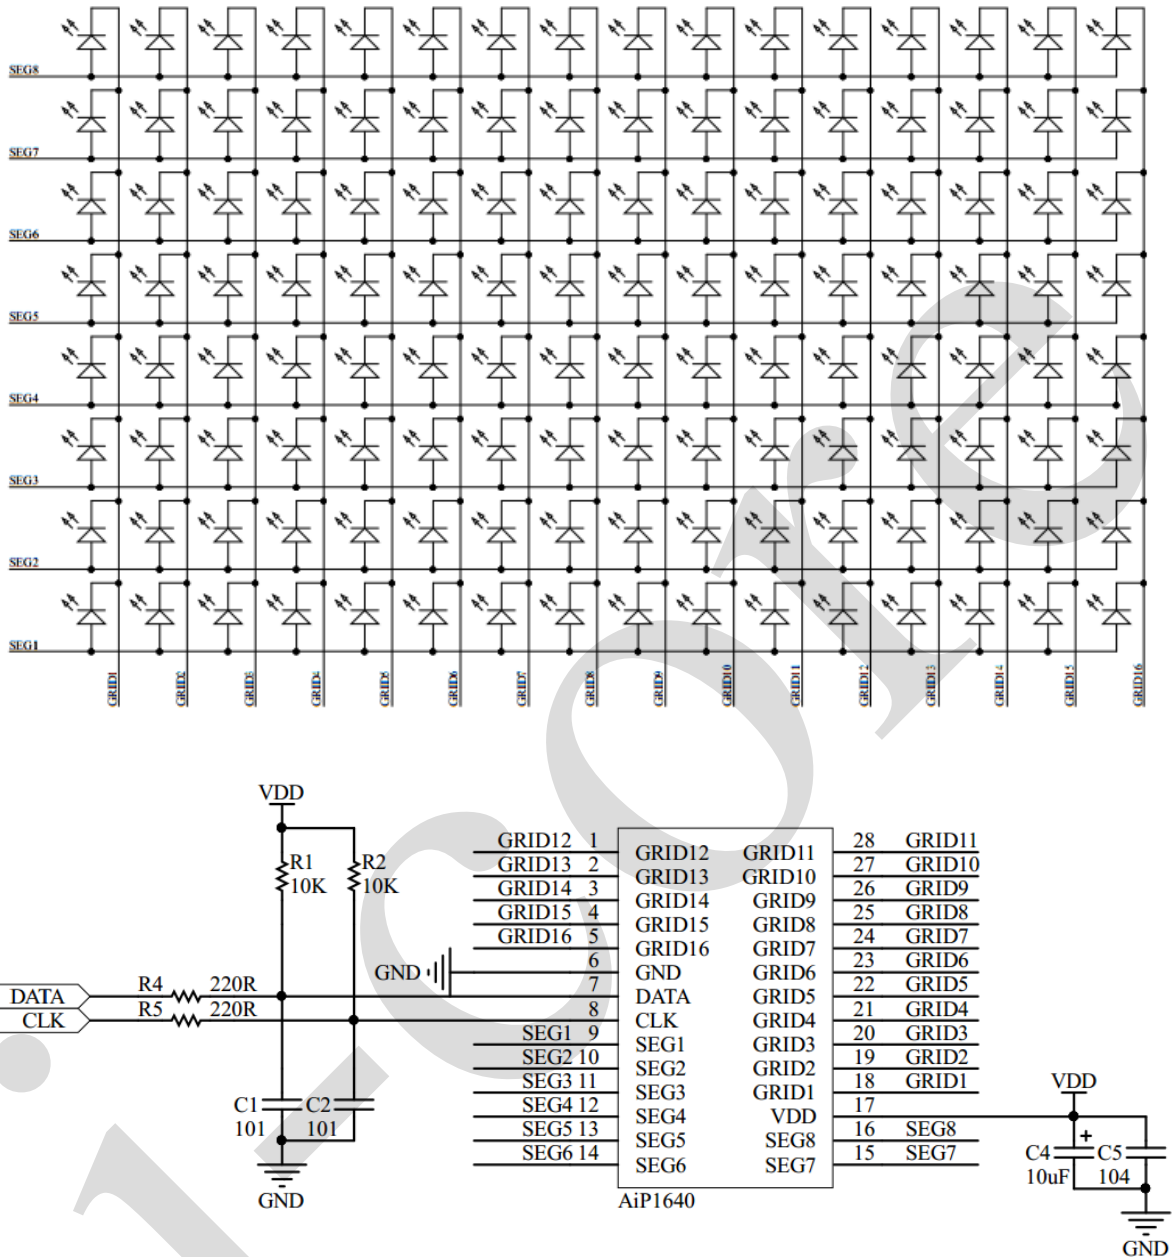 SEG8
SEG7
SEG6
SEG5
SEG4
SEG3
SEG2
SEG1
GRID1 GRID2 GRID3 GRID4 GRID5 GRID6 GRID7 GRID8 GRID9 GRID10 GRID11 GRID12 GRID13 GRID14 GRID15 GRID16
VDD
R1 10K
R2 10K
DATA R4 220R
CLK R5 220R
C1 101
C2 101
GND
GND
GRID12 1 GRID12 GRID11 28 GRID11
GRID13 2 GRID13 GRID10 27 GRID10
GRID14 3 GRID14 GRID9 26 GRID9
GRID15 4 GRID15 GRID8 25 GRID8
GRID16 5 GRID16 GRID7 24 GRID7
6 GND GRID6 23 GRID6
7 DATA GRID5 22 GRID5
8 CLK GRID4 21 GRID4
SEG1 9 SEG1 GRID3 20 GRID3
SEG2 10 SEG2 GRID2 19 GRID2
SEG3 11 SEG3 GRID1 18 GRID1
SEG4 12 SEG4 VDD 17
SEG5 13 SEG5 SEG8 16 SEG8
SEG6 14 SEG6 SEG7 15 SEG7
AiP1640
VDD
+
C4 10uF
C5 104
GND
i-core